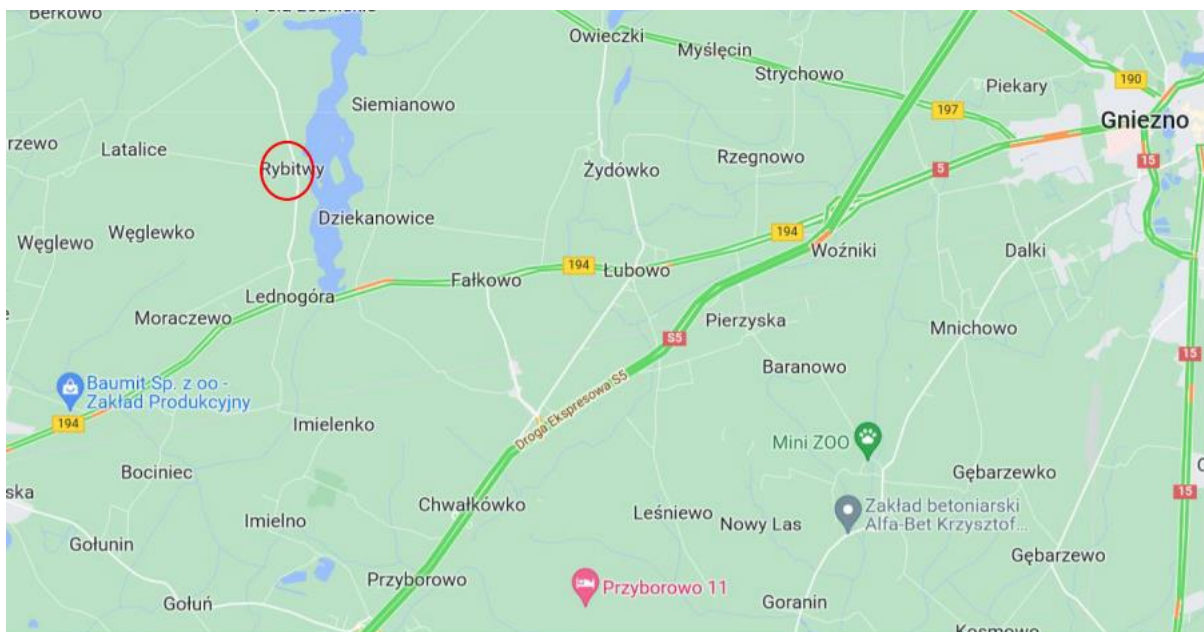 Berkowo
Owieczki
Myślęcin
Strychowo
Piekary
190
Siemianowo
197
Gniezno
rzewo
Latalice
Rybitwy
Żydówko
Rzegnowo
5
15
Dziekanowice
Węglewo
Węglewko
194
Woźniki
Dalki
Fałkowo
194
Łubowo
Lednogóra
Moraczewo
Pierzyska
Mnichowo
S5
15
Baranowo
Baumit Sp. z oo -
Zakład Produkcyjny
194
Droga Ekspresowa S5
Imielenko
Mini ZOO
Bociniec
Gębarzewko
ska
15
Chwałkówko
Leśniewo
Nowy Las
Zakład betoniarski
Alfa-Bet Krzysztof...
Imielno
Gołunin
Gębarzewo
Przyborowo
Przyborowo 11
Gołuń
Goranin
Kosmowo